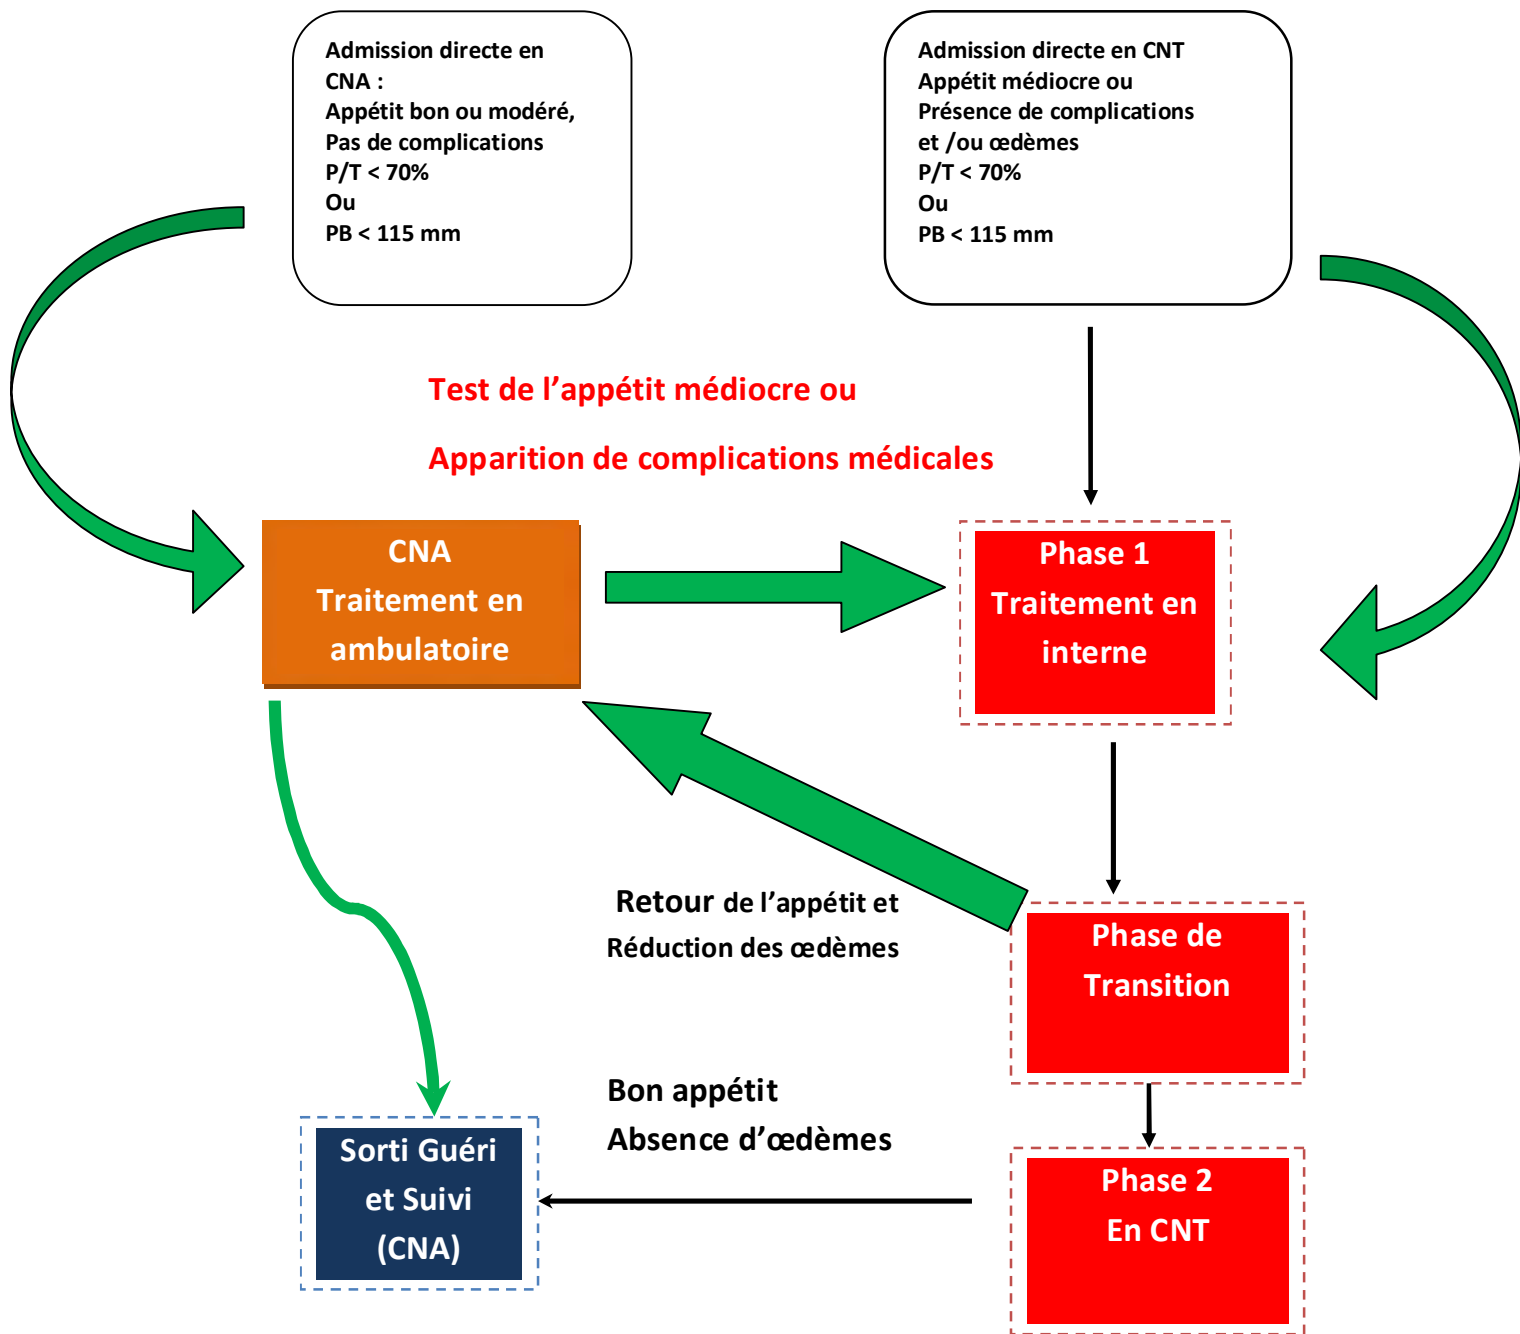 Admission directe en
CNA :
Appétit bon ou modéré,
Pas de complications
P/T < 70%
Ou
PB < 115 mm
Admission directe en CNT
Appétit médiocre ou
Présence de complications
et /ou œdèmes
P/T < 70%
Ou
PB < 115 mm
Test de l’appétit médiocre ou
Apparition de complications médicales
CNA
Traitement en
ambulatoire
Phase 1
Traitement en
interne
Retour de l’appétit et
Réduction des œdèmes
Phase de
Transition
Bon appétit
Absence d’œdèmes
Sorti Guéri
et Suivi
(CNA)
Phase 2
En CNT